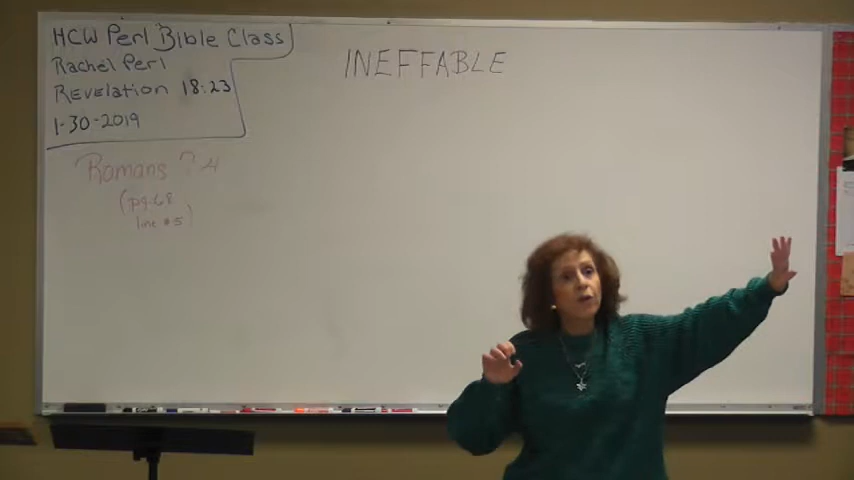 HCW Perl Bible Class
Rachel Perl
Revelation 18:23
1-30-2019
INEFFABLE
Romans 7:4
(pg. 68
line #5)